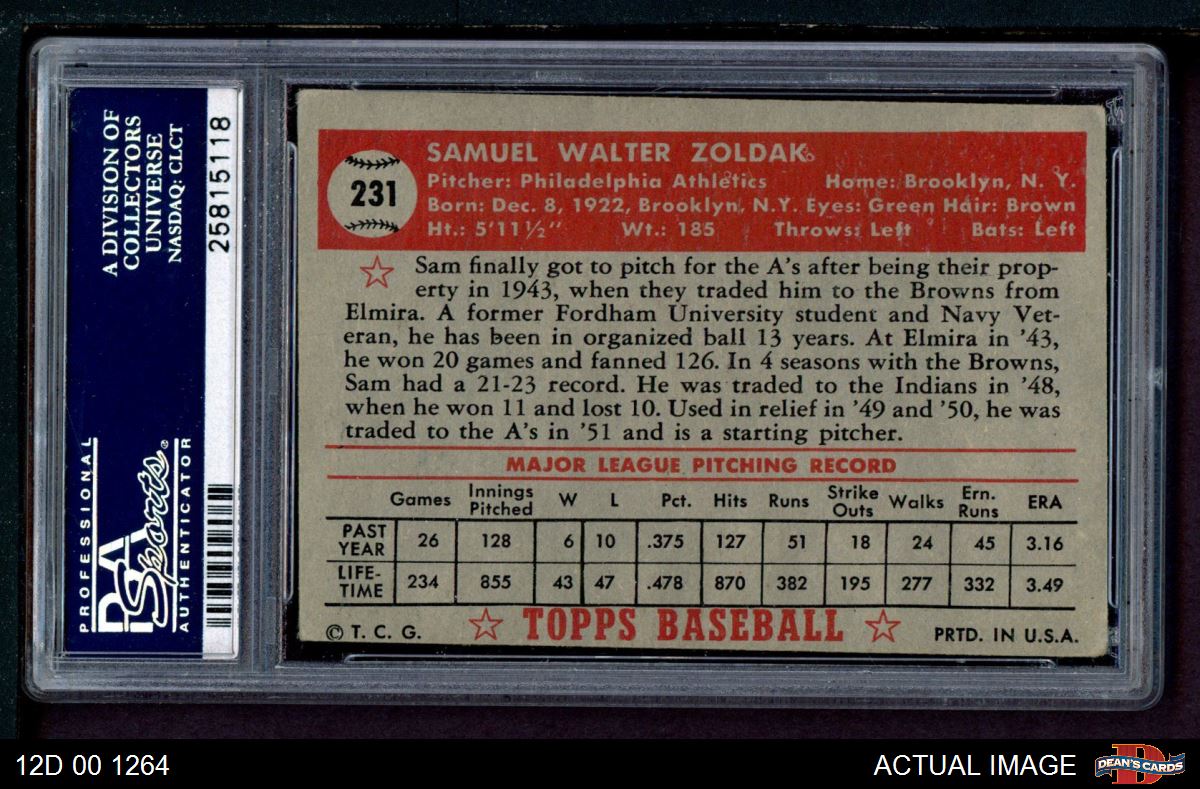 A DIVISION OF
COLLECTORS
UNIVERSE
NASDAQ: CLCT
25815118
PROFESSIONAL
PSA
Sports
AUTHENTICATOR
231
SAMUEL WALTER ZOLDAK
Pitcher: Philadelphia Athletics Home: Brooklyn, N. Y.
Born: Dec. 8, 1922, Brooklyn, N.Y. Eyes: Green Hair: Brown
Ht.: 5'11½" Wt.: 185 Throws: Left Bats: Left
Sam finally got to pitch for the A's after being their prop-
erty in 1943, when they traded him to the Browns from
Elmira. A former Fordham University student and Navy Vet-
eran, he has been in organized ball 13 years. At Elmira in '43,
he won 20 games and fanned 126. In 4 seasons with the Browns,
Sam had a 21-23 record. He was traded to the Indians in '48,
when he won 11 and lost 10. Used in relief in '49 and '50, he was
traded to the A's in '51 and is a starting pitcher.
MAJOR LEAGUE PITCHING RECORD
Games Innings Pitched W L Pct. Hits Runs Strike Outs Walks Ern. Runs ERA
PAST YEAR 26 128 6 10 .375 127 51 18 24 45 3.16
LIFE-TIME 234 855 43 47 .478 870 382 195 277 332 3.49
© T. C. G. TOPPS BASEBALL PRTD. IN U.S.A.
12D 00 1264 ACTUAL IMAGE DEAN'S CARDS